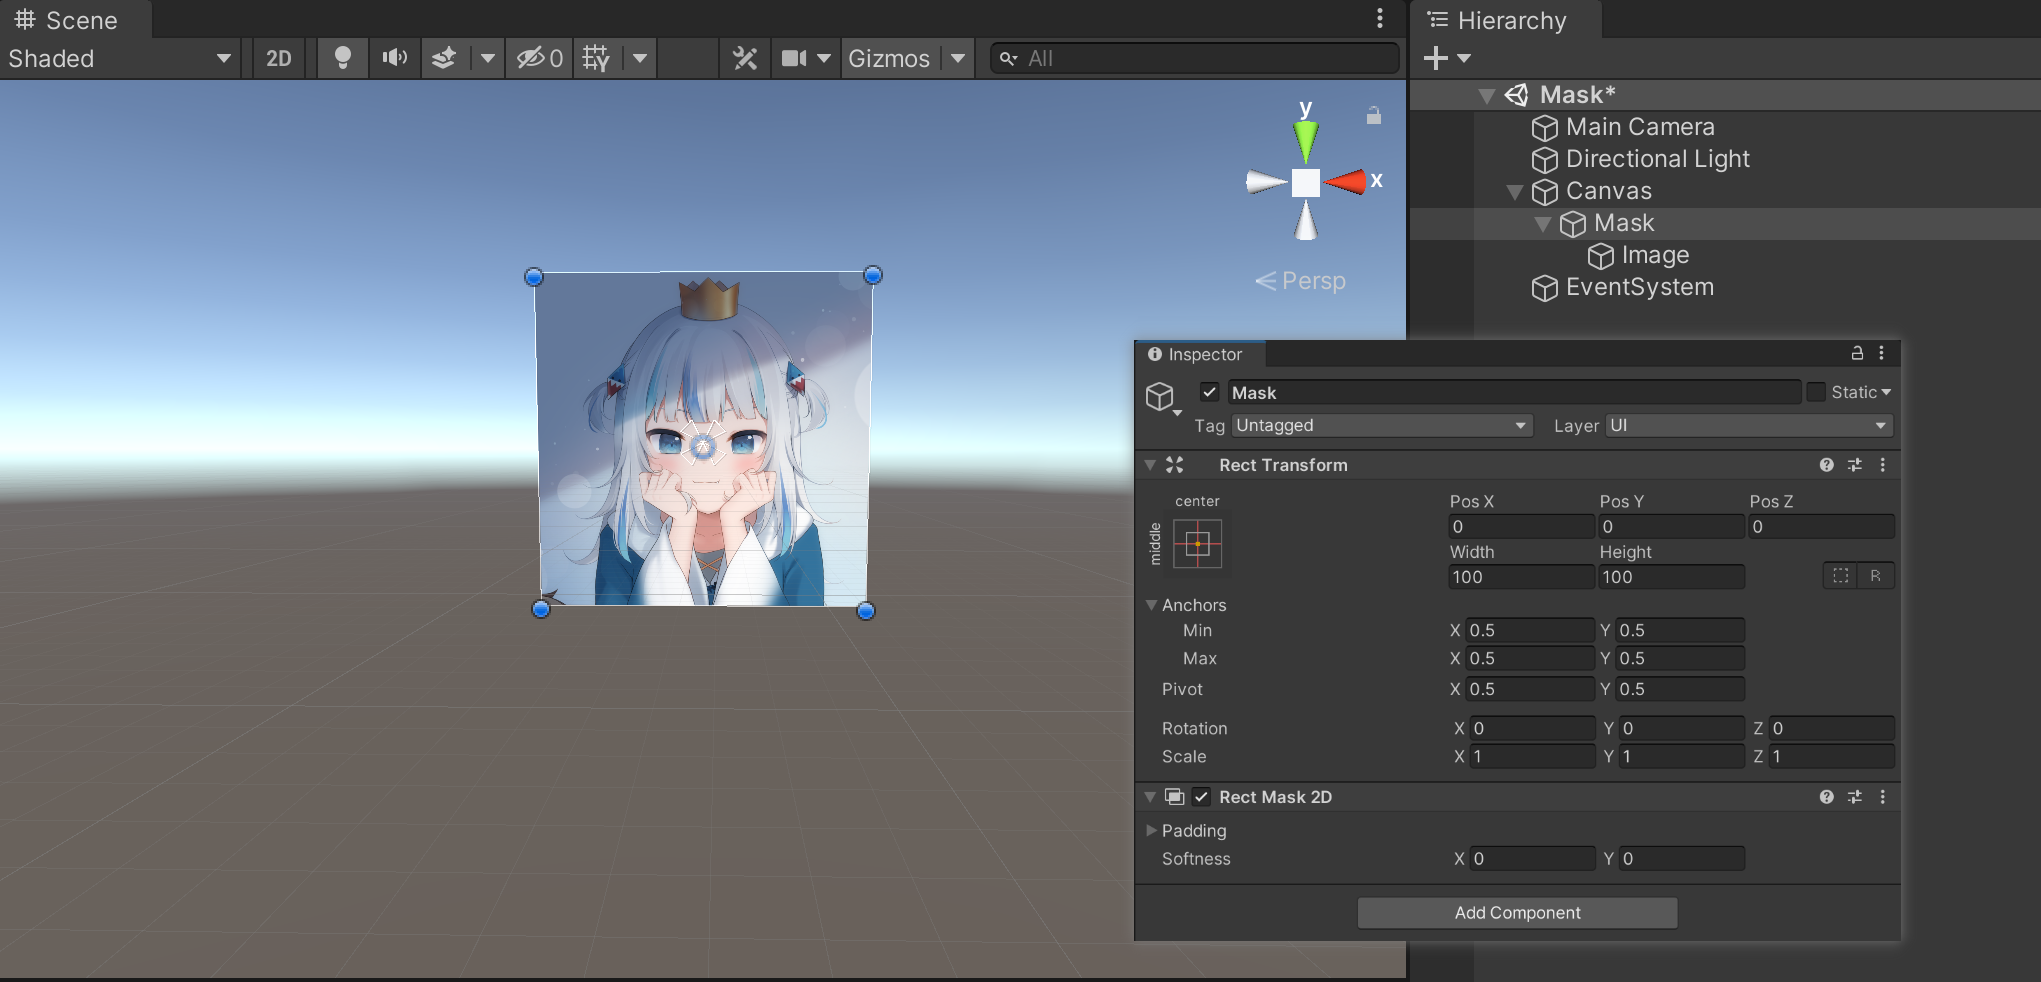 Scene
Shaded
2D
0
Gizmos
All
y
x
Persp
Hierarchy
Mask*
Main Camera
Directional Light
Canvas
Mask
Image
EventSystem
Inspector
Mask
Static
Tag Untagged
Layer UI
Rect Transform
center
middle
Pos X Pos Y Pos Z
0 0 0
Width Height
100 100
R
Anchors
Min X 0.5 Y 0.5
Max X 0.5 Y 0.5
Pivot X 0.5 Y 0.5
Rotation X 0 Y 0 Z 0
Scale X 1 Y 1 Z 1
Rect Mask 2D
Padding
Softness X 0 Y 0
Add Component